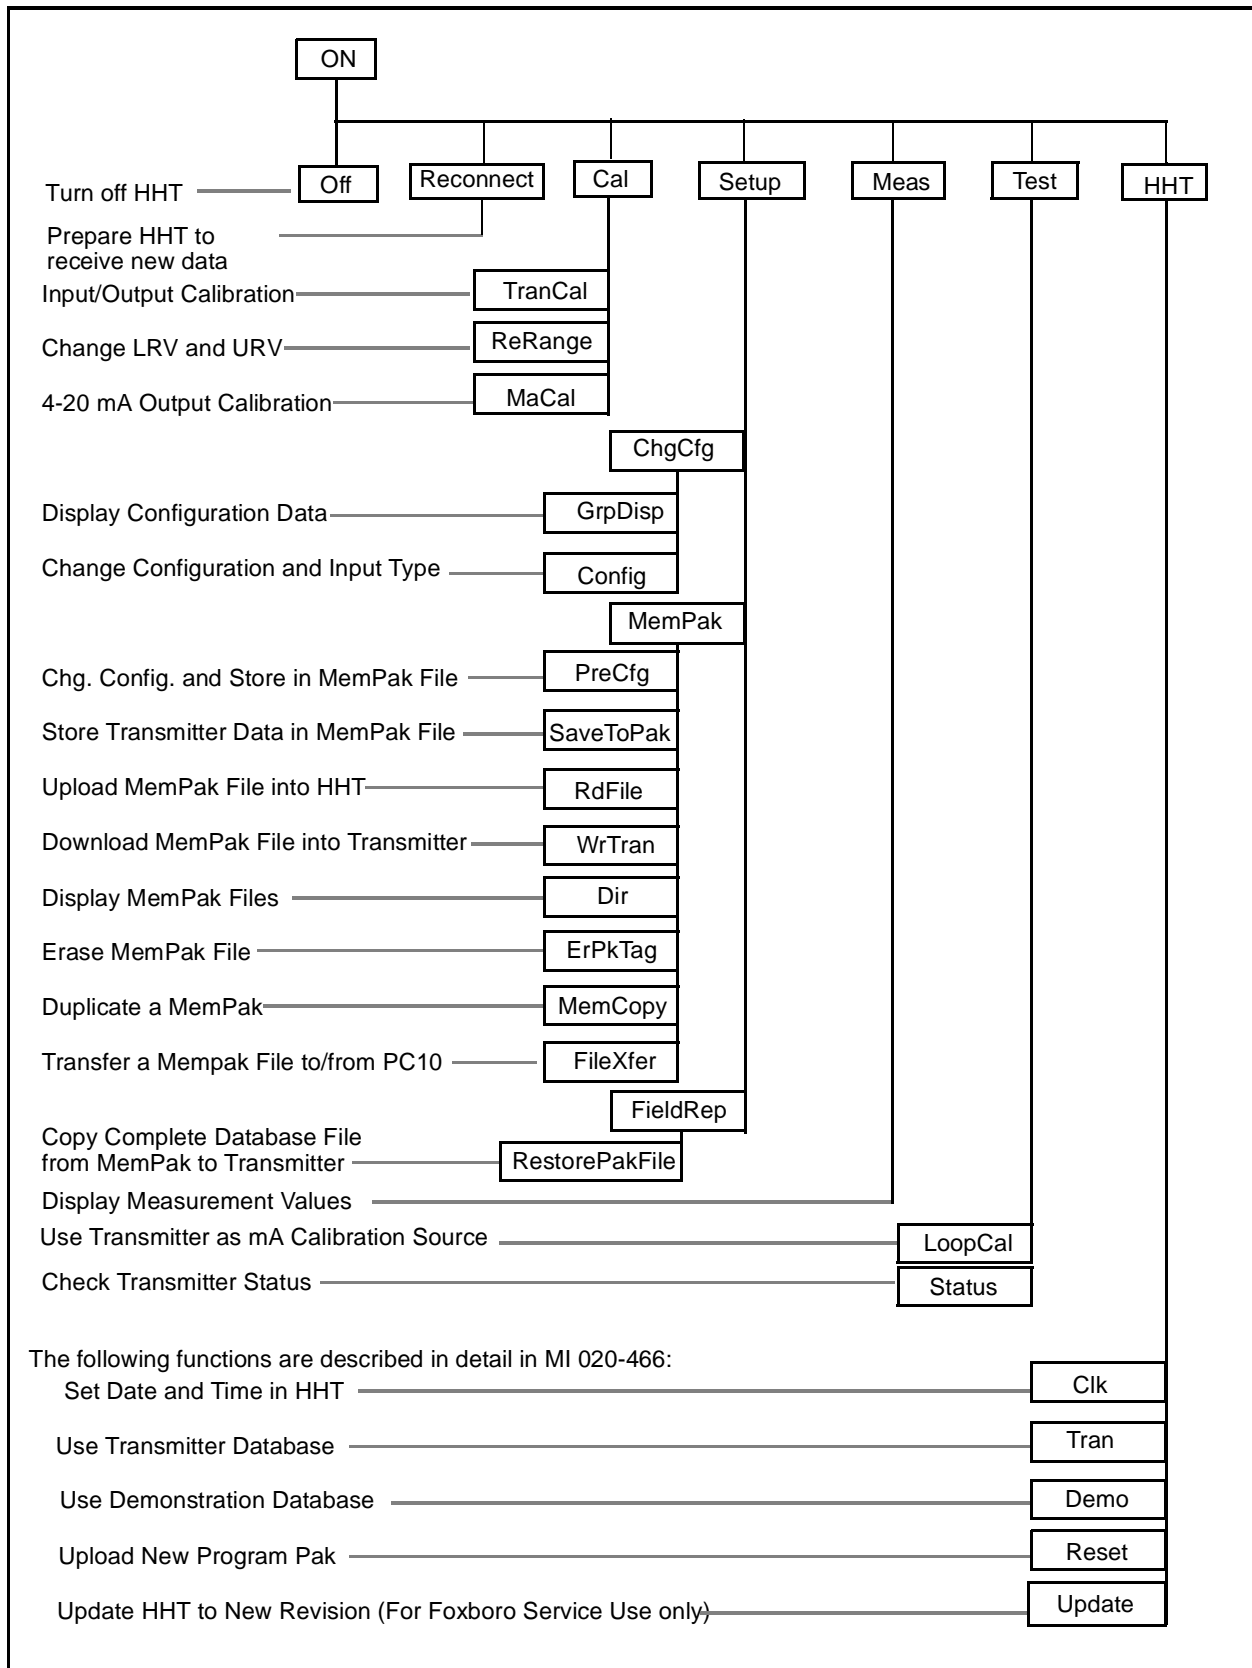 ON
Off
Reconnect
Cal
Setup
Meas
Test
HHT
Turn off HHT
Prepare HHT to
receive new data
Input/Output Calibration
TranCal
Change LRV and URV
ReRange
4-20 mA Output Calibration
MaCal
ChgCfg
Display Configuration Data
GrpDisp
Change Configuration and Input Type
Config
MemPak
Chg. Config. and Store in MemPak File
PreCfg
Store Transmitter Data in MemPak File
SaveToPak
Upload MemPak File into HHT
RdFile
Download MemPak File into Transmitter
WrTran
Display MemPak Files
Dir
Erase MemPak File
ErPkTag
Duplicate a MemPak
MemCopy
Transfer a Mempak File to/from PC10
FileXfer
FieldRep
Copy Complete Database File
from MemPak to Transmitter
RestorePakFile
Display Measurement Values
Use Transmitter as mA Calibration Source
LoopCal
Check Transmitter Status
Status
The following functions are described in detail in MI 020-466:
Set Date and Time in HHT
Clk
Use Transmitter Database
Tran
Use Demonstration Database
Demo
Upload New Program Pak
Reset
Update HHT to New Revision (For Foxboro Service Use only)
Update